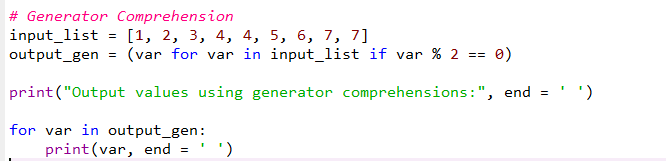 # Generator Comprehension
input_list = [1, 2, 3, 4, 4, 5, 6, 7, 7]
output_gen = (var for var in input_list if var % 2 == 0)
print("Output values using generator comprehensions:", end = ' ')
for var in output_gen:
    print(var, end = ' ')